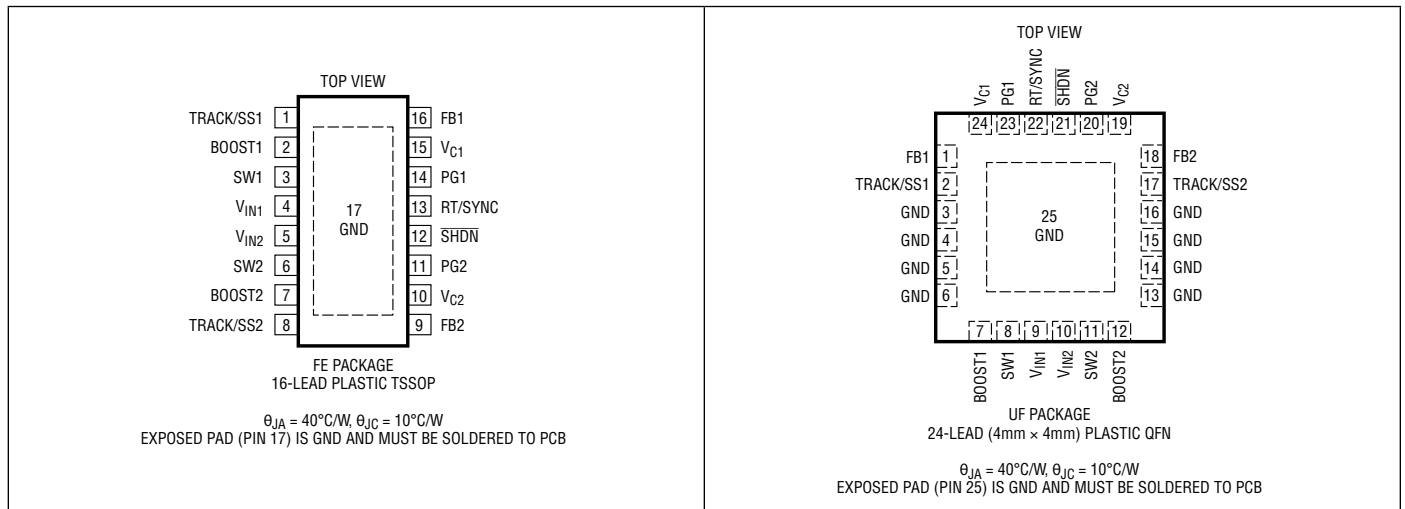 TOP VIEW
TRACK/SS1 1
BOOST1 2
SW1 3
VIN1 4
VIN2 5
SW2 6
BOOST2 7
TRACK/SS2 8
17
GND
16 FB1
15 VC1
14 PG1
13 RT/SYNC
12 SHDN
11 PG2
10 VC2
9 FB2
FE PACKAGE
16-LEAD PLASTIC TSSOP
θJA = 40°C/W, θJC = 10°C/W
EXPOSED PAD (PIN 17) IS GND AND MUST BE SOLDERED TO PCB
TOP VIEW
VC1
PG1
RT/SYNC
SHDN
PG2
VC2
24 23 22 21 20 19
FB1 1
TRACK/SS1 2
GND 3
GND 4
GND 5
GND 6
25
GND
18 FB2
17 TRACK/SS2
16 GND
15 GND
14 GND
13 GND
7 8 9 10 11 12
BOOST1
SW1
VIN1
VIN2
SW2
BOOST2
UF PACKAGE
24-LEAD (4mm × 4mm) PLASTIC QFN
θJA = 40°C/W, θJC = 10°C/W
EXPOSED PAD (PIN 25) IS GND AND MUST BE SOLDERED TO PCB